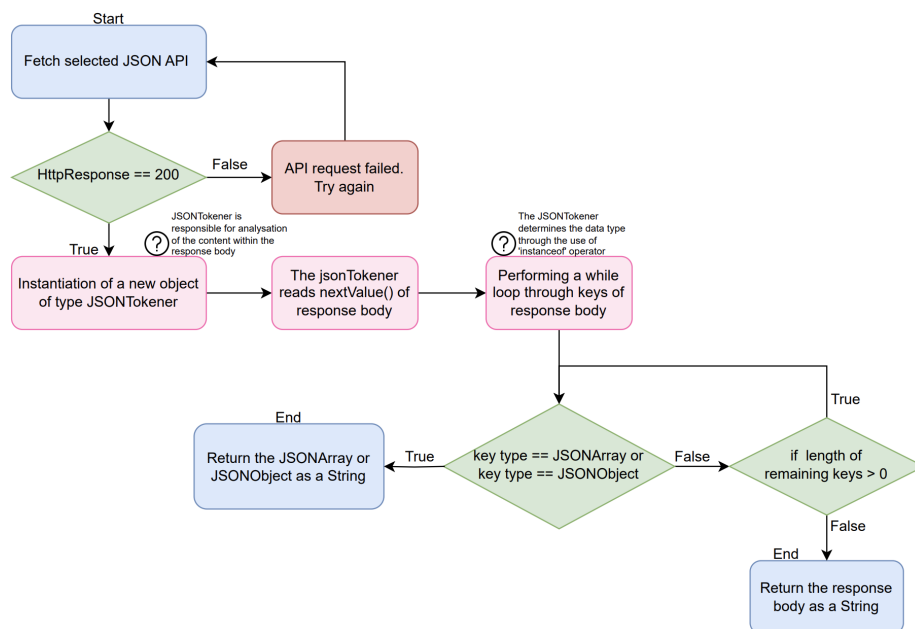 Start
Fetch selected JSON API
HttpResponse == 200
False
API request failed.
Try again
True
JSONTokener is
responsible for analysation
of the content within the
response body
?
The JSONTokener
determines the data type
through the use of
'instanceof' operator
?
Instantiation of a new object
of type JSONTokener
The jsonTokener
reads nextValue() of
response body
Performing a while
loop through keys of
response body
True
End
Return the JSONArray or
JSONObject as a String
True
key type == JSONArray or
key type == JSONObject
False
if length of
remaining keys > 0
False
End
Return the response
body as a String